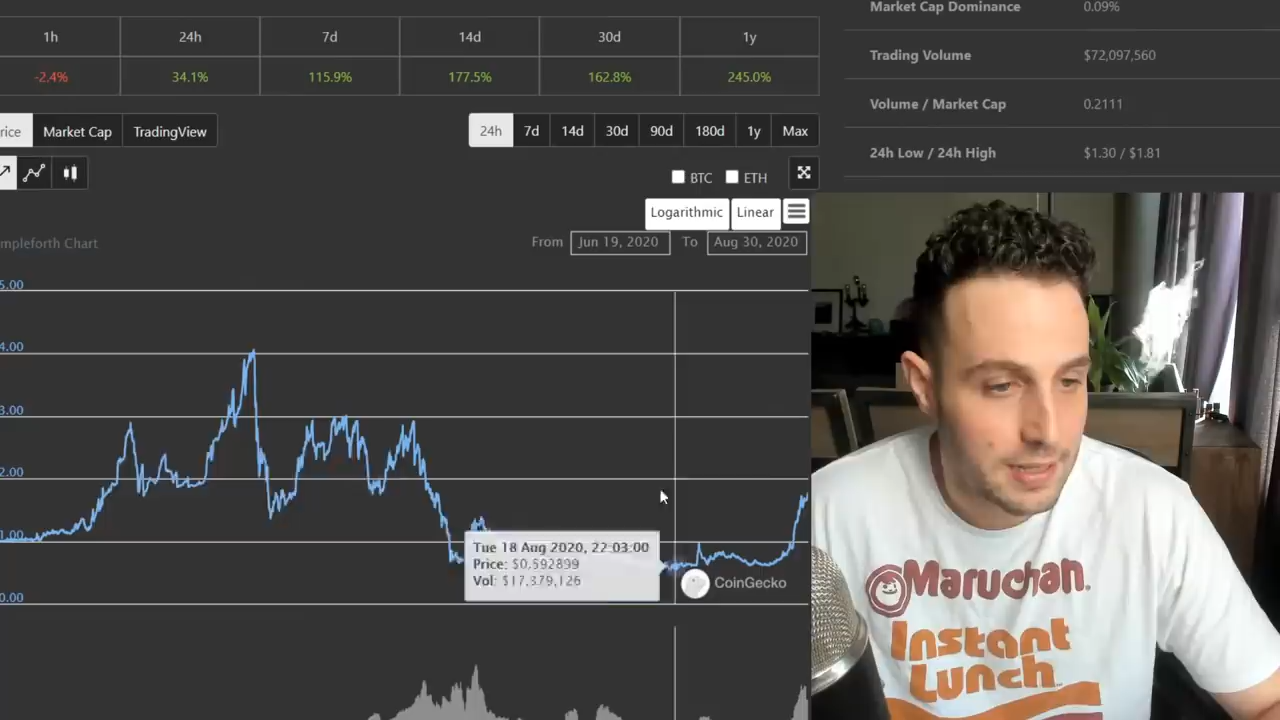 Market Cap Dominance 0.09%
1h 24h 7d 14d 30d 1y
Trading Volume $72,097,560
-2.4% 34.1% 115.9% 177.5% 162.8% 245.0%
Volume / Market Cap 0.2111
rice Market Cap TradingView 24h 7d 14d 30d 90d 180d 1y Max
24h Low / 24h High $1.30 / $1.81
BTC ETH
Logarithmic Linear
mpleforth Chart From Jun 19, 2020 To Aug 30, 2020
5.00
4.00
3.00
2.00
1.00
Tue 18 Aug 2020, 22:03:00
Price: $0.592899
Vol: $17,379,126
CoinGecko
0.00
Maruchan.
Instant
Lunch